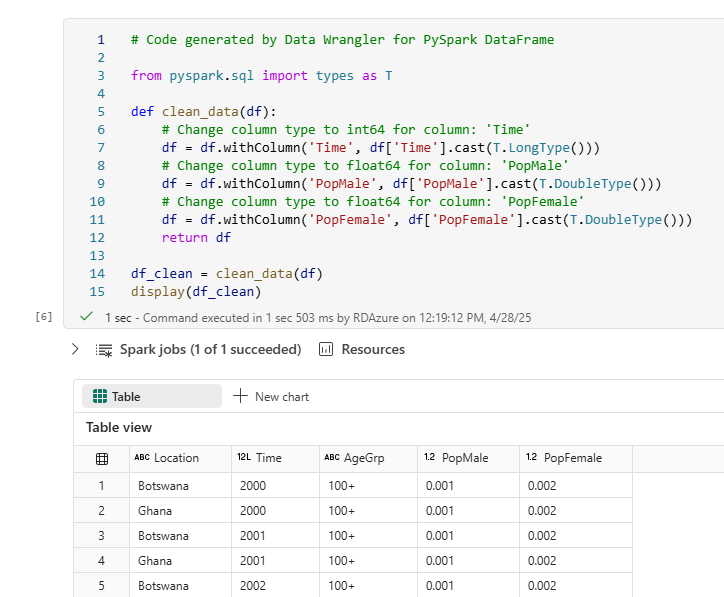 1 # Code generated by Data Wrangler for PySpark DataFrame
2
3 from pyspark.sql import types as T
4
5 def clean_data(df):
6     # Change column type to int64 for column: 'Time'
7     df = df.withColumn('Time', df['Time'].cast(T.LongType()))
8     # Change column type to float64 for column: 'PopMale'
9     df = df.withColumn('PopMale', df['PopMale'].cast(T.DoubleType()))
10     # Change column type to float64 for column: 'PopFemale'
11     df = df.withColumn('PopFemale', df['PopFemale'].cast(T.DoubleType()))
12     return df
13
14 df_clean = clean_data(df)
15 display(df_clean)
[6] 1 sec - Command executed in 1 sec 503 ms by RDAzure on 12:19:12 PM, 4/28/25
Spark jobs (1 of 1 succeeded) Resources
Table New chart
Table view
ABC Location 12L Time ABC AgeGrp 1.2 PopMale 1.2 PopFemale
1 Botswana 2000 100+ 0.001 0.002
2 Ghana 2000 100+ 0.001 0.002
3 Botswana 2001 100+ 0.001 0.002
4 Ghana 2001 100+ 0.001 0.002
5 Botswana 2002 100+ 0.001 0.002